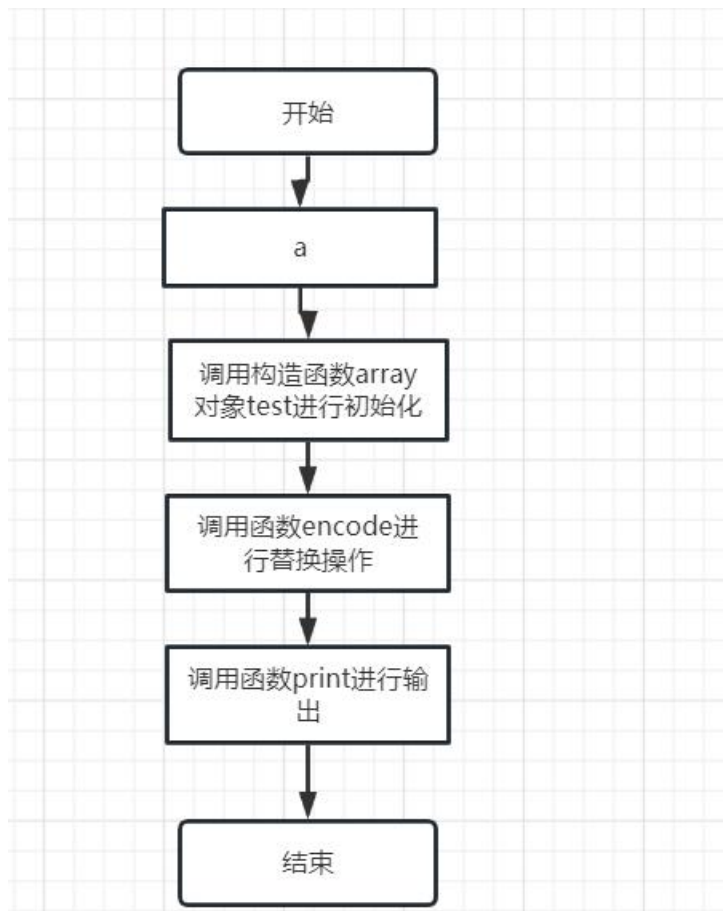 开始
a
调用构造函数array
对象test进行初始化
调用函数encode进
行替换操作
调用函数print进行输
出
结束